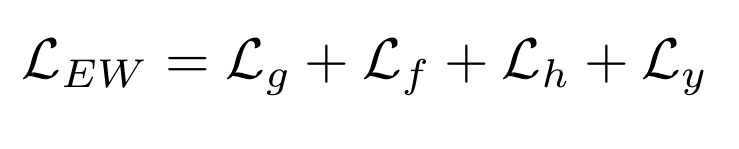 ℒ_{EW} = ℒ_g + ℒ_f + ℒ_h + ℒ_y